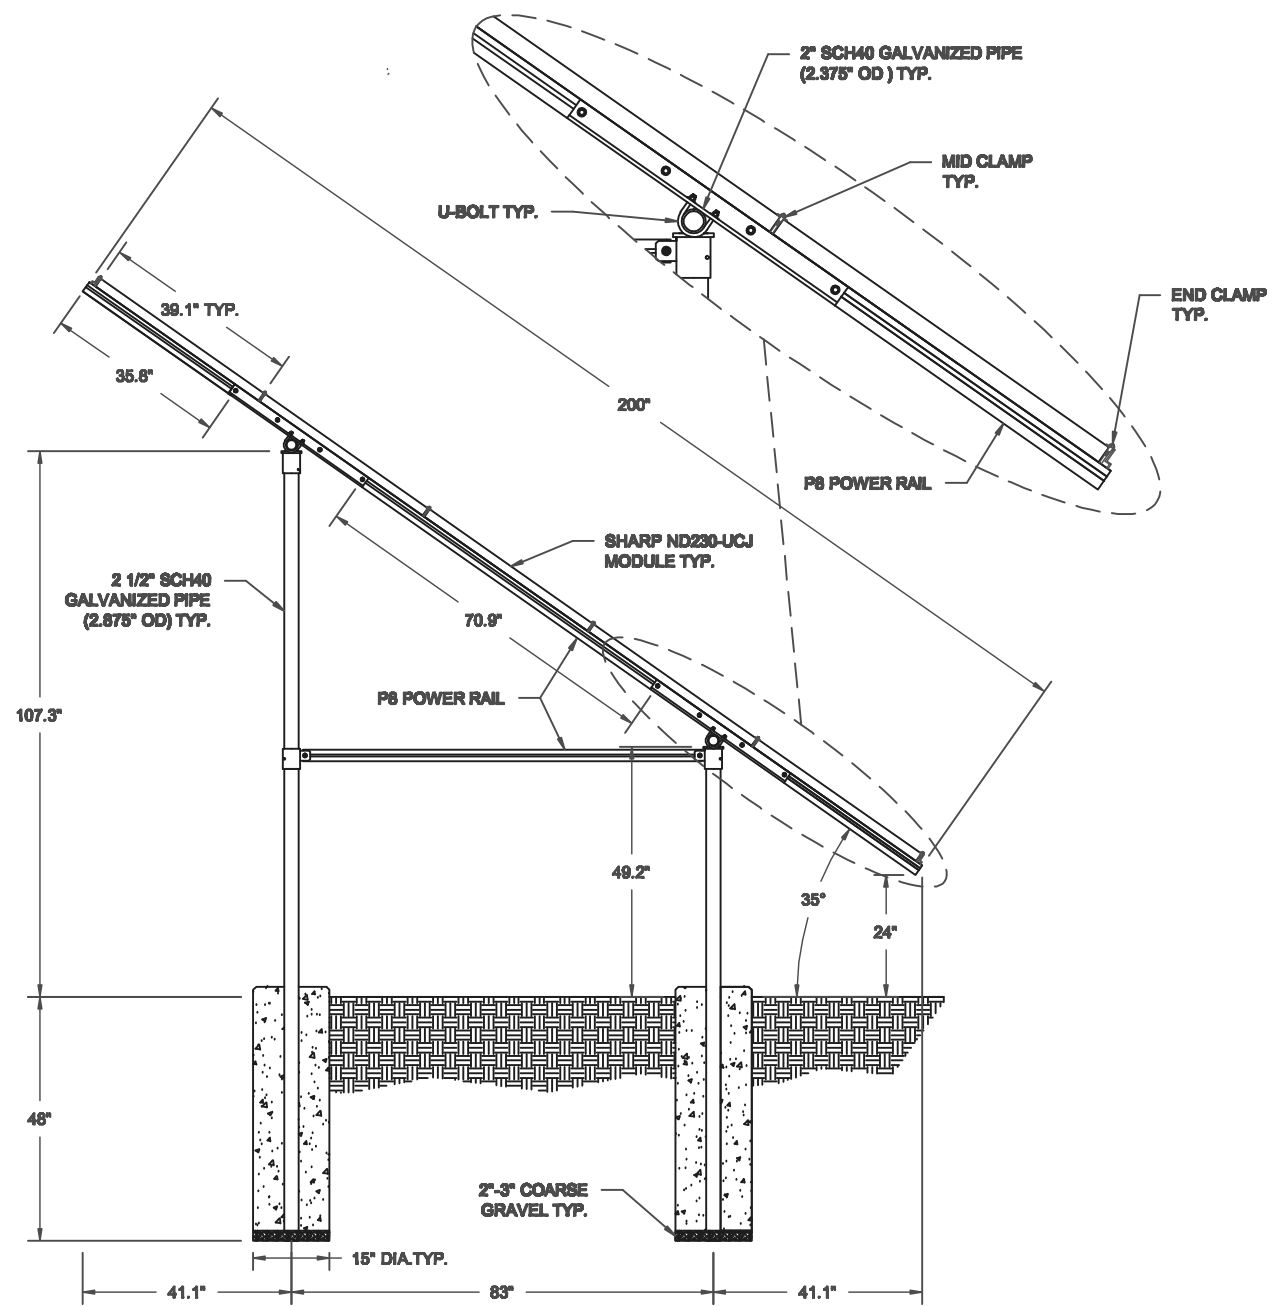 2" SCH40 GALVANIZED PIPE
(2.375" OD ) TYP.
MID CLAMP
TYP.
U-BOLT TYP.
END CLAMP
TYP.
39.1" TYP.
35.8"
200"
P8 POWER RAIL
SHARP ND230-UCJ
MODULE TYP.
2 1/2" SCH40
GALVANIZED PIPE
(2.875" OD) TYP.
70.9"
P6 POWER RAIL
107.3"
49.2"
35°
24"
48"
2"-3" COARSE
GRAVEL TYP.
15" DIA.TYP.
41.1"
83"
41.1"